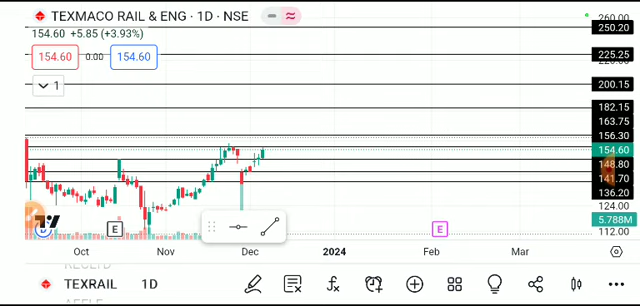 TEXMACO RAIL & ENG · 1D · NSE
154.60 +5.85 (+3.93%)
154.60 0.00 154.60
1
260.00
250.20
225.25
200.15
182.15
163.75
156.30
154.60
148.80
141.70
136.20
124.00
5.788M
112.00
D E E
Oct Nov Dec 2024 Feb Mar
TEXRAIL 1D